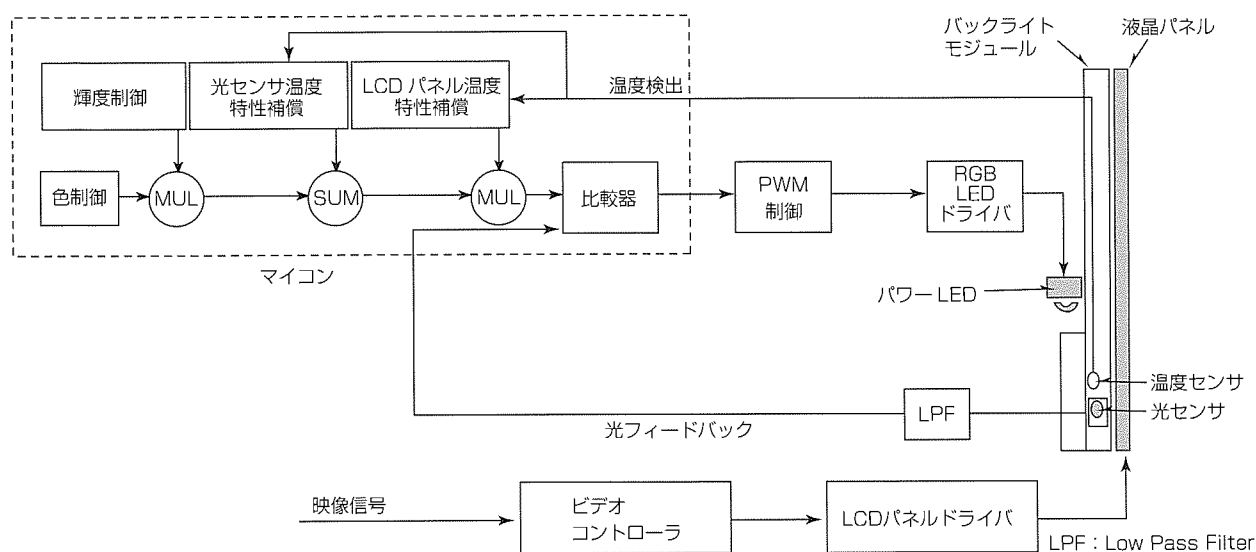 バックライト
モジュール
液晶パネル
輝度制御
光センサ温度
特性補償
LCD パネル温度
特性補償
温度検出
色制御
MUL
SUM
MUL
比較器
PWM
制御
RGB
LED
ドライバ
マイコン
パワー LED
温度センサ
光センサ
LPF
光フィードバック
映像信号
ビデオ
コントローラ
LCDパネルドライバ
LPF : Low Pass Filter